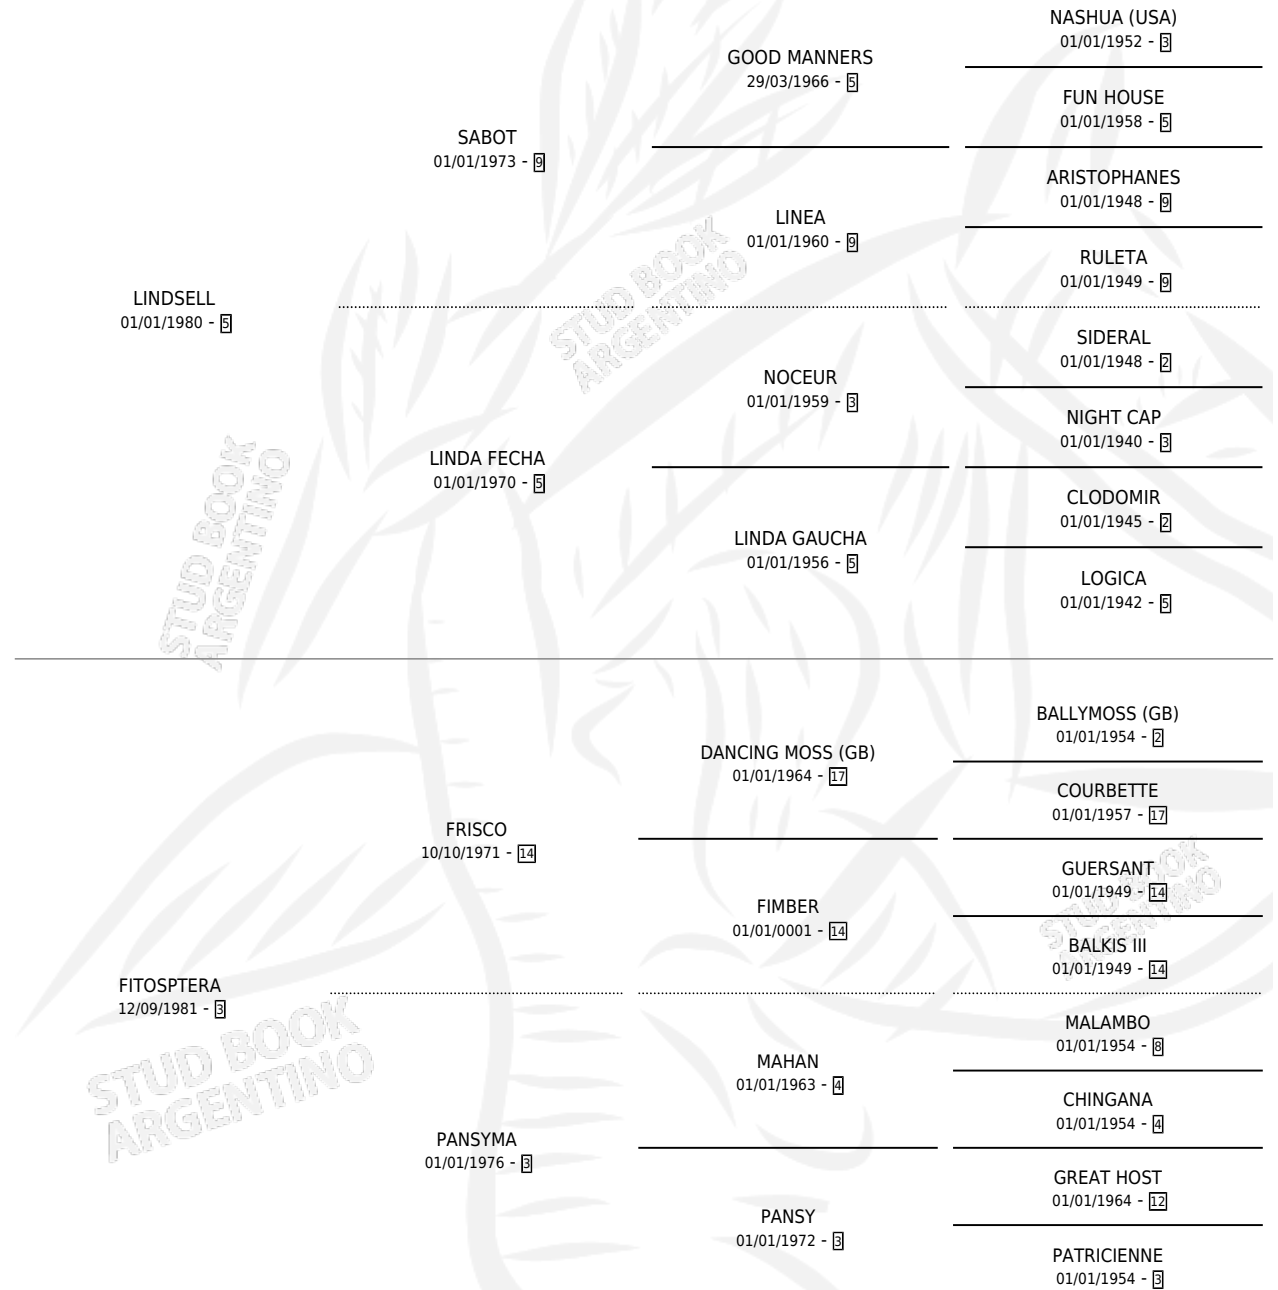 NASHUA (USA)
01/01/1952 - 3
GOOD MANNERS
29/03/1966 - 5
FUN HOUSE
01/01/1958 - 5
SABOT
01/01/1973 - 9
ARISTOPHANES
01/01/1948 - 9
LINEA
01/01/1960 - 9
RULETA
01/01/1949 - 9
LINDSELL
01/01/1980 - 5
SIDERAL
01/01/1948 - 2
NOCEUR
01/01/1959 - 3
NIGHT CAP
01/01/1940 - 3
LINDA FECHA
01/01/1970 - 5
CLODOMIR
01/01/1945 - 2
LINDA GAUCHA
01/01/1956 - 5
LOGICA
01/01/1942 - 5
STUD BOOK
ARGENTINO
STUD BOOK
ARGENTINO
BALLYMOSS (GB)
01/01/1954 - 2
DANCING MOSS (GB)
01/01/1964 - 17
COURBETTE
01/01/1957 - 17
FRISCO
10/10/1971 - 14
GUERSANT
01/01/1949 - 14
FIMBER
01/01/0001 - 14
BALKIS III
01/01/1949 - 14
STUD BOOK
ARGENTINO
FITOSPTERA
12/09/1981 - 3
MALAMBO
01/01/1954 - 8
MAHAN
01/01/1963 - 4
CHINGANA
01/01/1954 - 4
STUD BOOK
ARGENTINO
PANSYMA
01/01/1976 - 3
GREAT HOST
01/01/1964 - 12
PANSY
01/01/1972 - 3
PATRICIENNE
01/01/1954 - 3